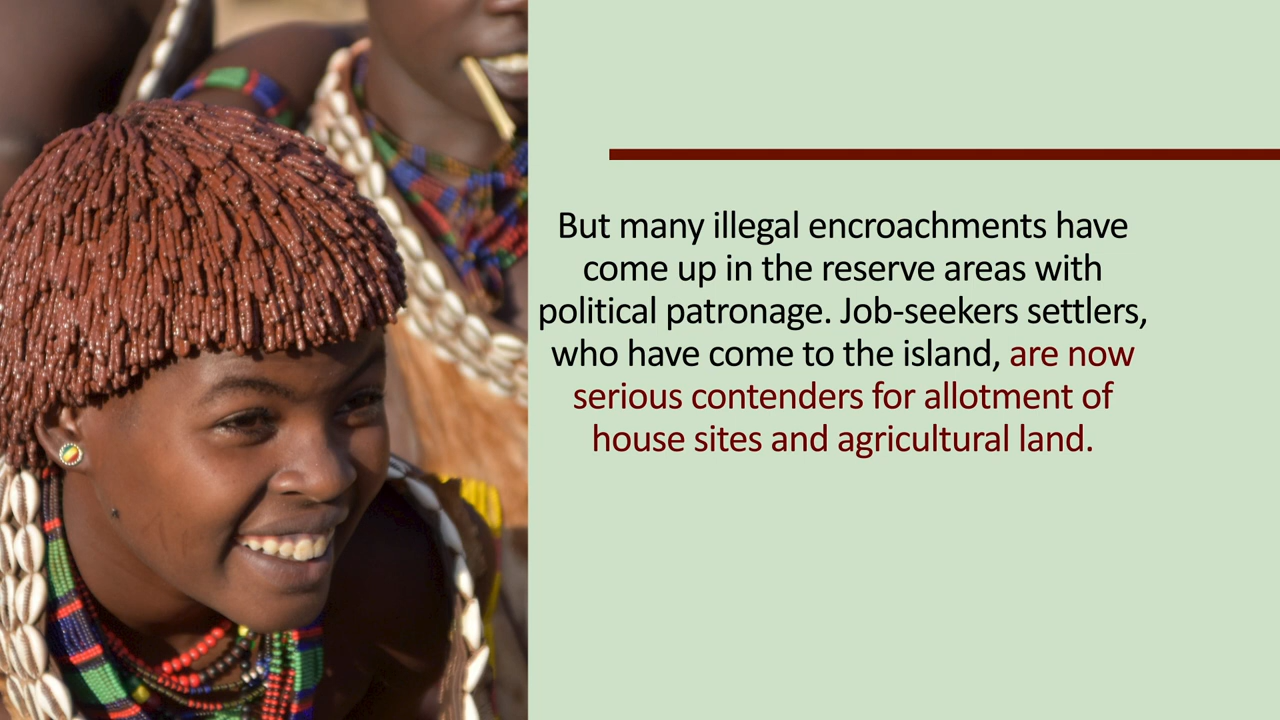 But many illegal encroachments have
come up in the reserve areas with
political patronage. Job-seekers settlers,
who have come to the island, are now
serious contenders for allotment of
house sites and agricultural land.